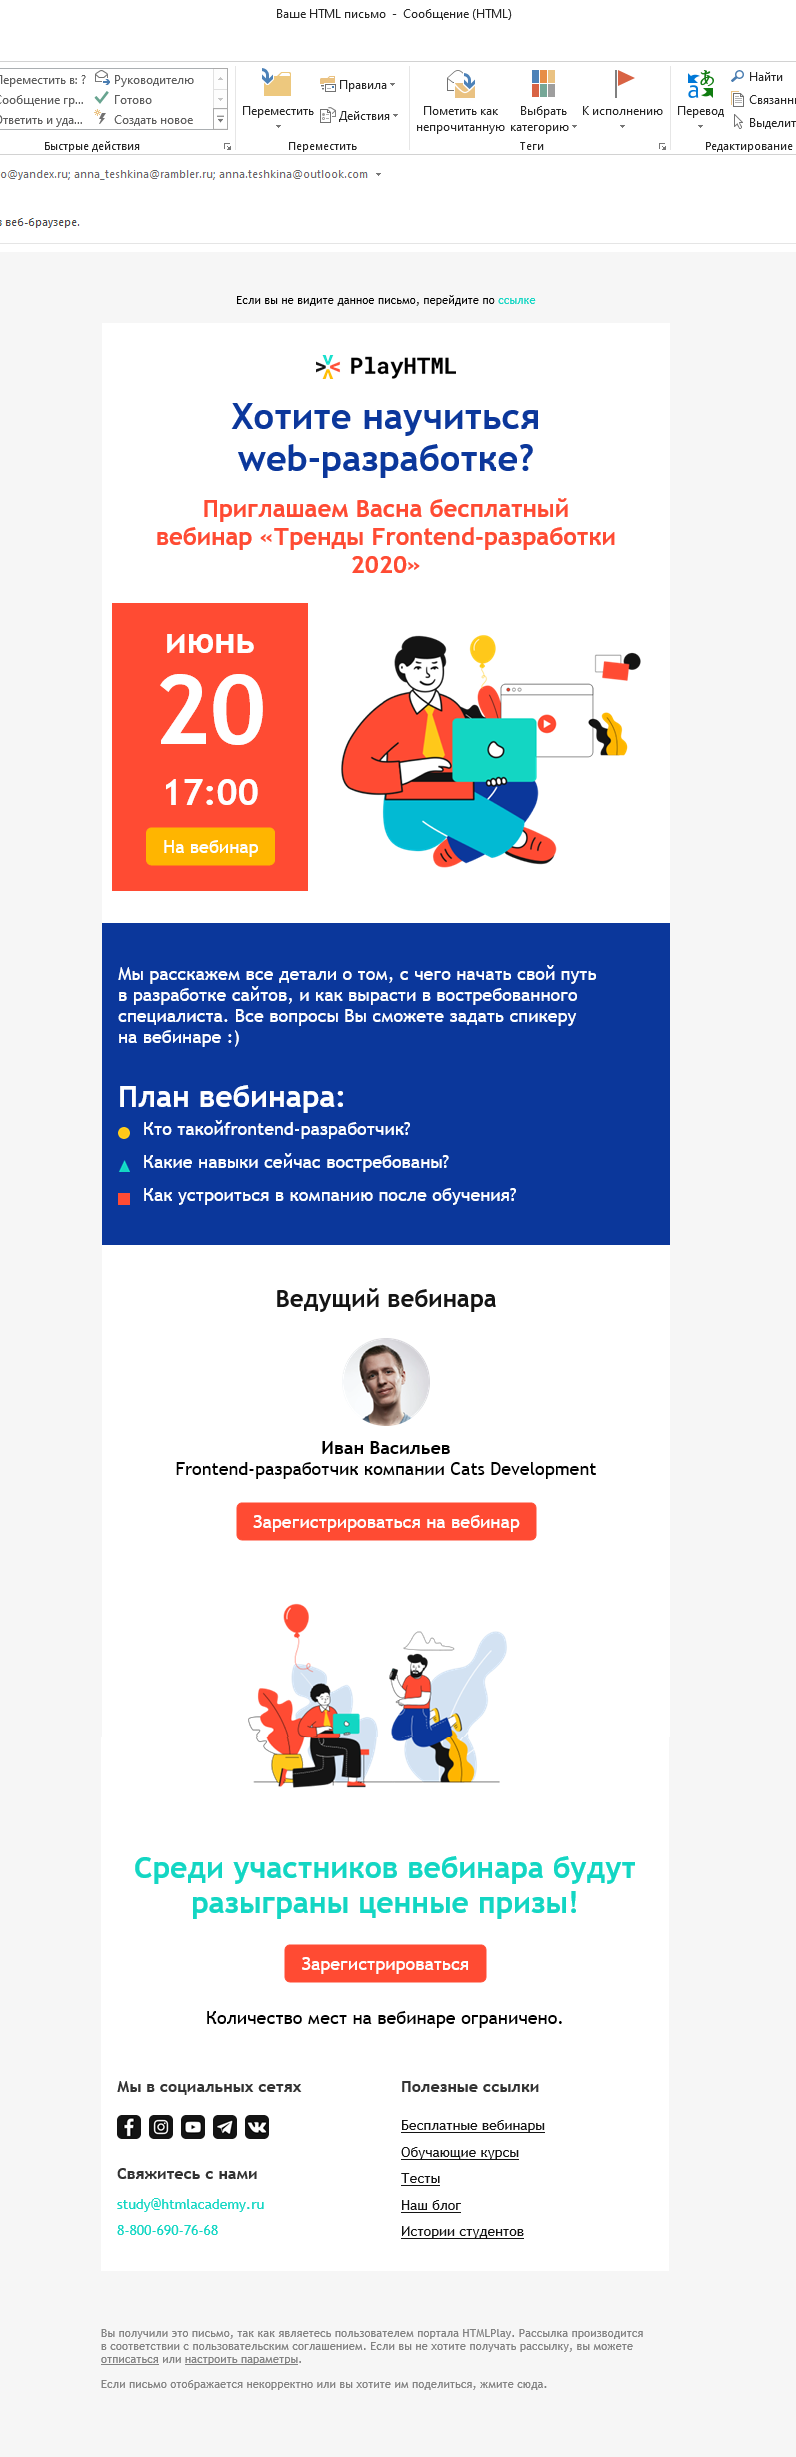 Ваше HTML письмо - Сообщение (HTML)
Переместить в: ?
Сообщение гр...
Ответить и уда...
Руководителю
Готово
Создать новое
Быстрые действия
Переместить
Правила
Действия
Переместить
Пометить как
непрочитанную
Выбрать
категорию
К исполнению
Теги
Перевод
Найти
Связанн
Выделит
Редактирование
o@yandex.ru; anna_teshkina@rambler.ru; anna.teshkina@outlook.com
в веб-браузере.
Если вы не видите данное письмо, перейдите по ссылке
PlayHTML
Хотите научиться
web-разработке?
Приглашаем Васна бесплатный
вебинар «Тренды Frontend-разработки
2020»
июнь
20
17:00
На вебинар
Мы расскажем все детали о том, с чего начать свой путь
в разработке сайтов, и как вырасти в востребованного
специалиста. Все вопросы Вы сможете задать спикеру
на вебинаре :)
План вебинара:
Кто такойfrontend-разработчик?
Какие навыки сейчас востребованы?
Как устроиться в компанию после обучения?
Ведущий вебинара
Иван Васильев
Frontend-разработчик компании Cats Development
Зарегистрироваться на вебинар
Среди участников вебинара будут
разыграны ценные призы!
Зарегистрироваться
Количество мест на вебинаре ограничено.
Мы в социальных сетях
Свяжитесь с нами
study@htmlacademy.ru
8-800-690-76-68
Полезные ссылки
Бесплатные вебинары
Обучающие курсы
Тесты
Наш блог
Истории студентов
Вы получили это письмо, так как являетесь пользователем портала HTMLPlay. Рассылка производится
в соответствии с пользовательским соглашением. Если вы не хотите получать рассылку, вы можете
отписаться или настроить параметры.
Если письмо отображается некорректно или вы хотите им поделиться, жмите сюда.